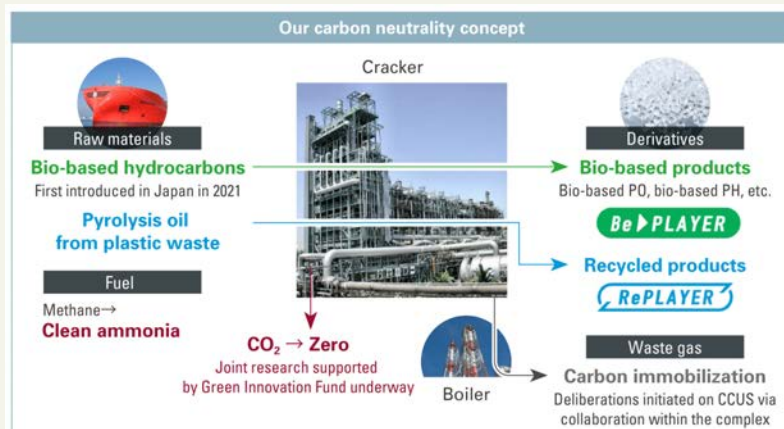 Our carbon neutrality concept
Cracker
Raw materials
Bio-based hydrocarbons
First introduced in Japan in 2021
Pyrolysis oil
from plastic waste
Fuel
Methane→
Clean ammonia
CO₂ → Zero
Joint research supported
by Green Innovation Fund underway
Boiler
Derivatives
Bio-based products
Bio-based PO, bio-based PH, etc.
Be▶PLAYER
Recycled products
RePLAYER
Waste gas
Carbon immobilization
Deliberations initiated on CCUS via
collaboration within the complex